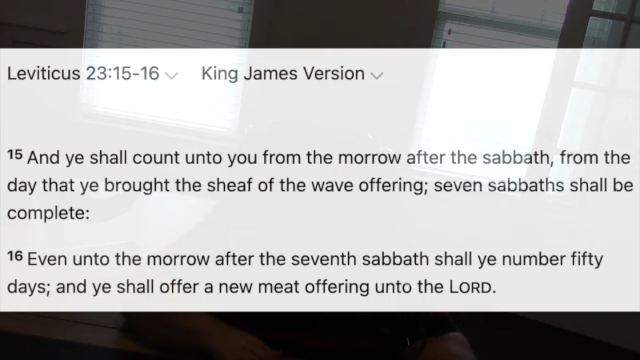 Leviticus 23:15-16 King James Version
15 And ye shall count unto you from the morrow after the sabbath, from the
day that ye brought the sheaf of the wave offering; seven sabbaths shall be
complete:
16 Even unto the morrow after the seventh sabbath shall ye number fifty
days; and ye shall offer a new meat offering unto the LORD.